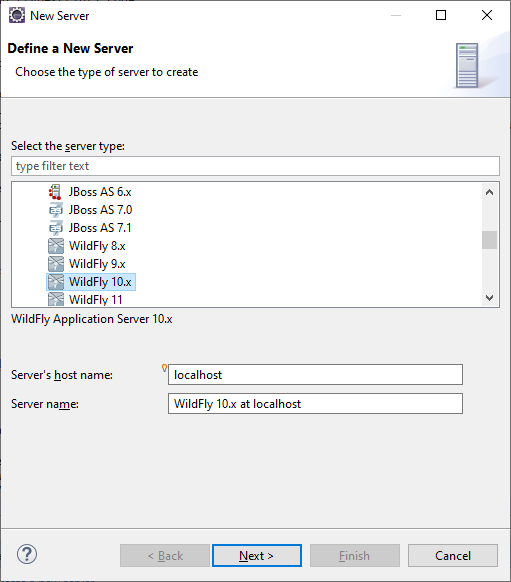 New Server
Define a New Server
Choose the type of server to create
Select the server type:
type filter text
JBoss AS 6.x
JBoss AS 7.0
JBoss AS 7.1
WildFly 8.x
WildFly 9.x
WildFly 10.x
WildFly 11
WildFly Application Server 10.x
Server's host name: localhost
Server name: WildFly 10.x at localhost
? < Back Next > Finish Cancel